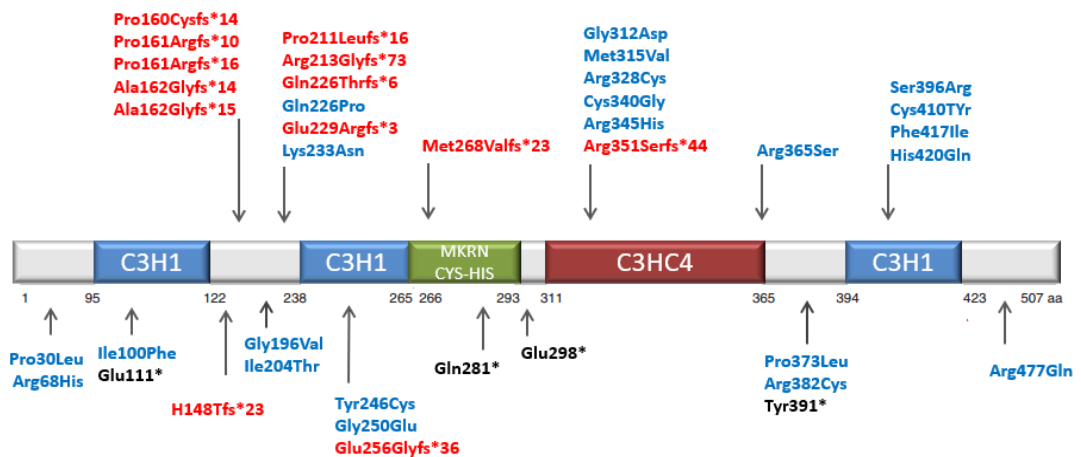 Pro160Cysfs*14
Pro161Argfs*10
Pro161Argfs*16
Ala162Glyfs*14
Ala162Glyfs*15
Pro211Leufs*16
Arg213Glyfs*73
Gln226Thrfs*6
Gln226Pro
Glu229Argfs*3
Lys233Asn
Met268Valfs*23
Gly312Asp
Met315Val
Arg328Cys
Cys340Gly
Arg345His
Arg351Serfs*44
Arg365Ser
Ser396Arg
Cys410TYr
Phe417Ile
His420Gln
C3H1
C3H1
MKRN
CYS-HIS
C3HC4
C3H1
1 95 122 238 265 266 293 311 365 394 423 507 aa
Pro30Leu
Arg68His
Ile100Phe
Glu111*
H148Tfs*23
Gly196Val
Ile204Thr
Tyr246Cys
Gly250Glu
Glu256Glyfs*36
Gln281*
Glu298*
Pro373Leu
Arg382Cys
Tyr391*
Arg477Gln